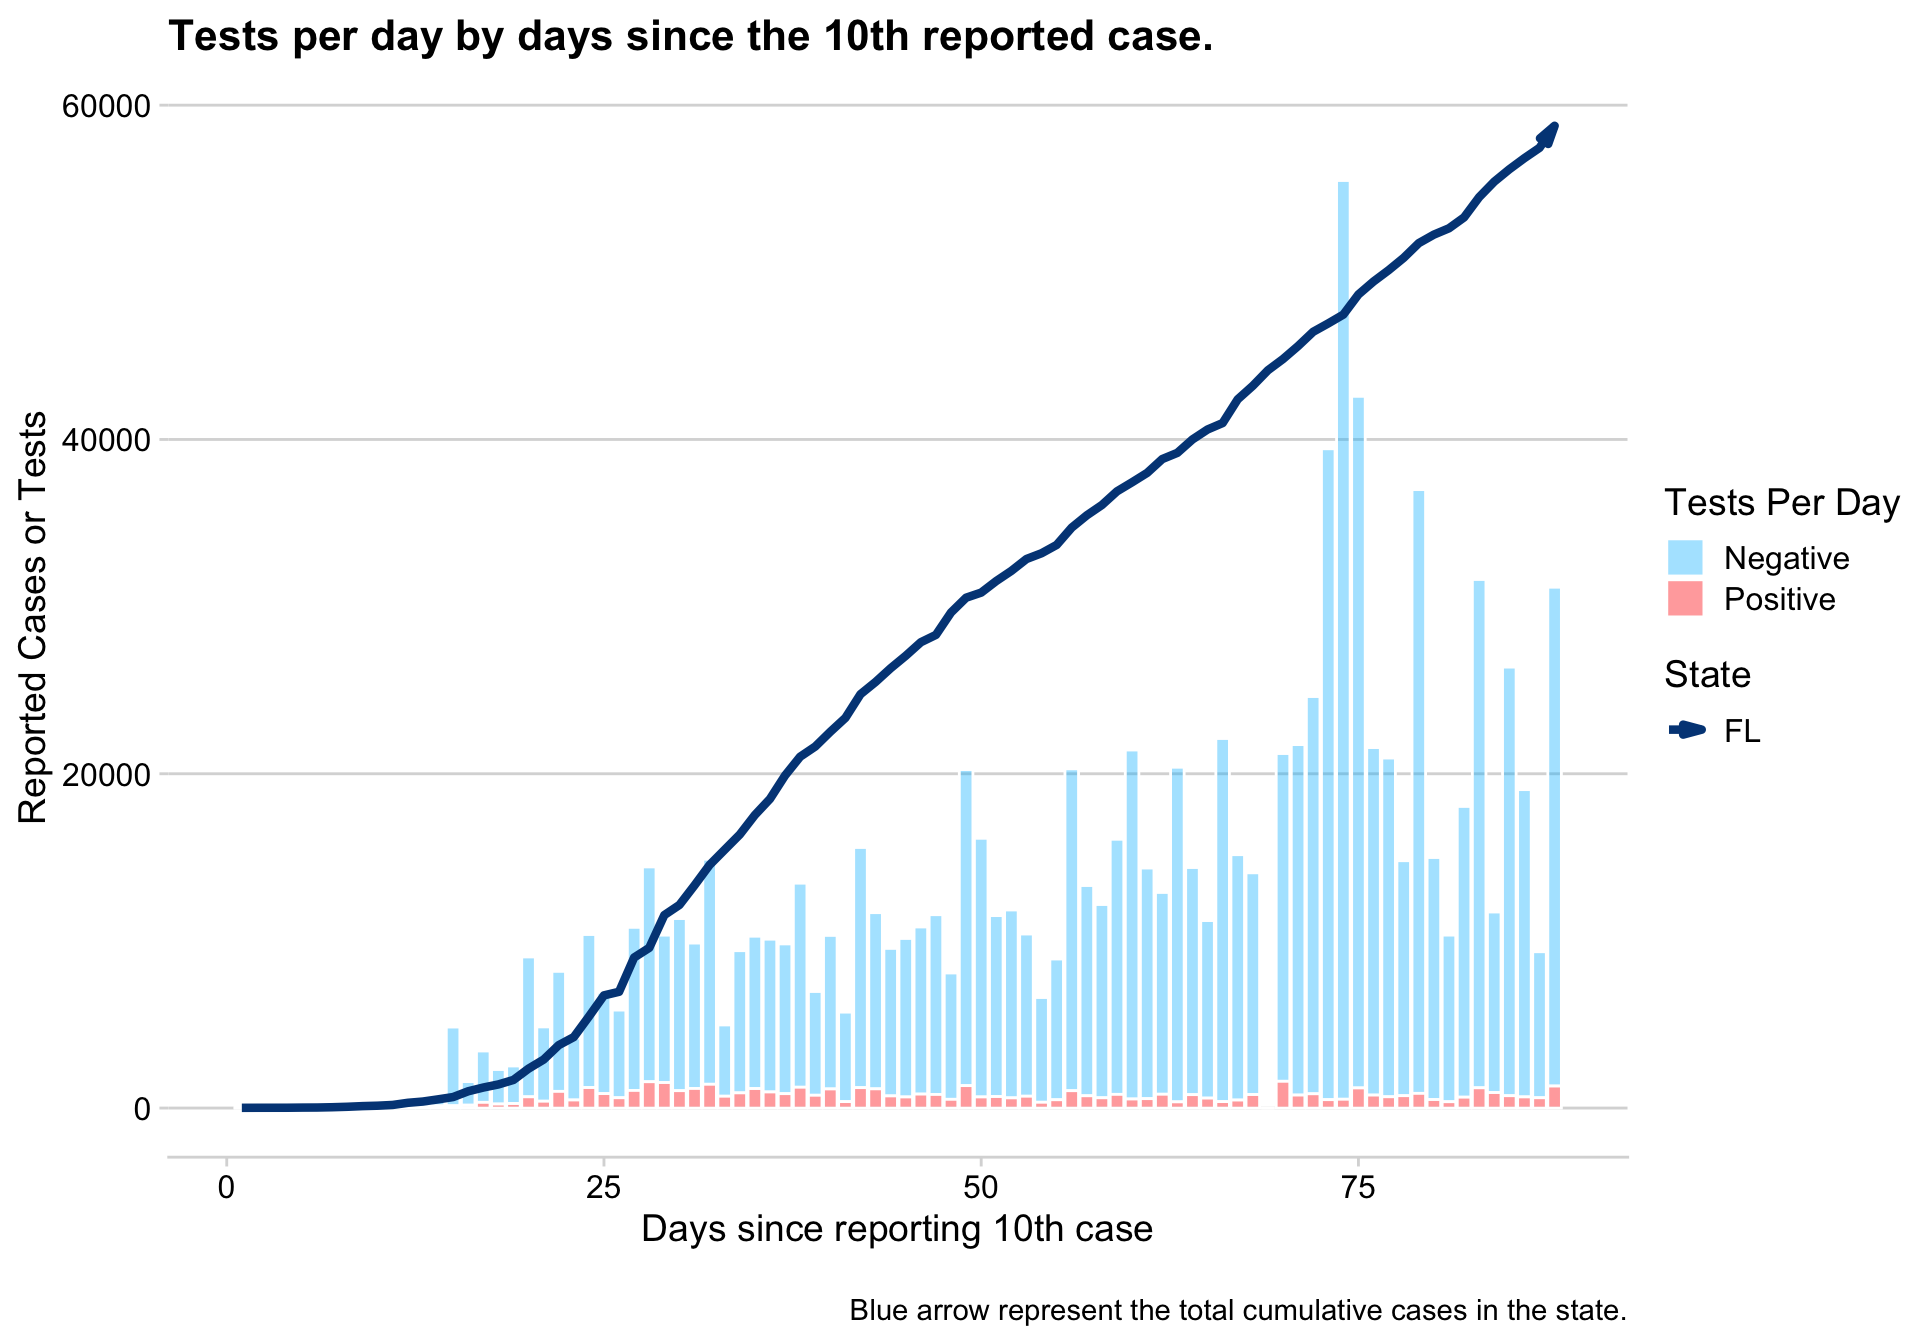 Tests per day by days since the 10th reported case.
60000
40000
20000
0
Reported Cases or Tests
0 25 50 75
Days since reporting 10th case
Tests Per Day
Negative
Positive
State
FL
Blue arrow represent the total cumulative cases in the state.